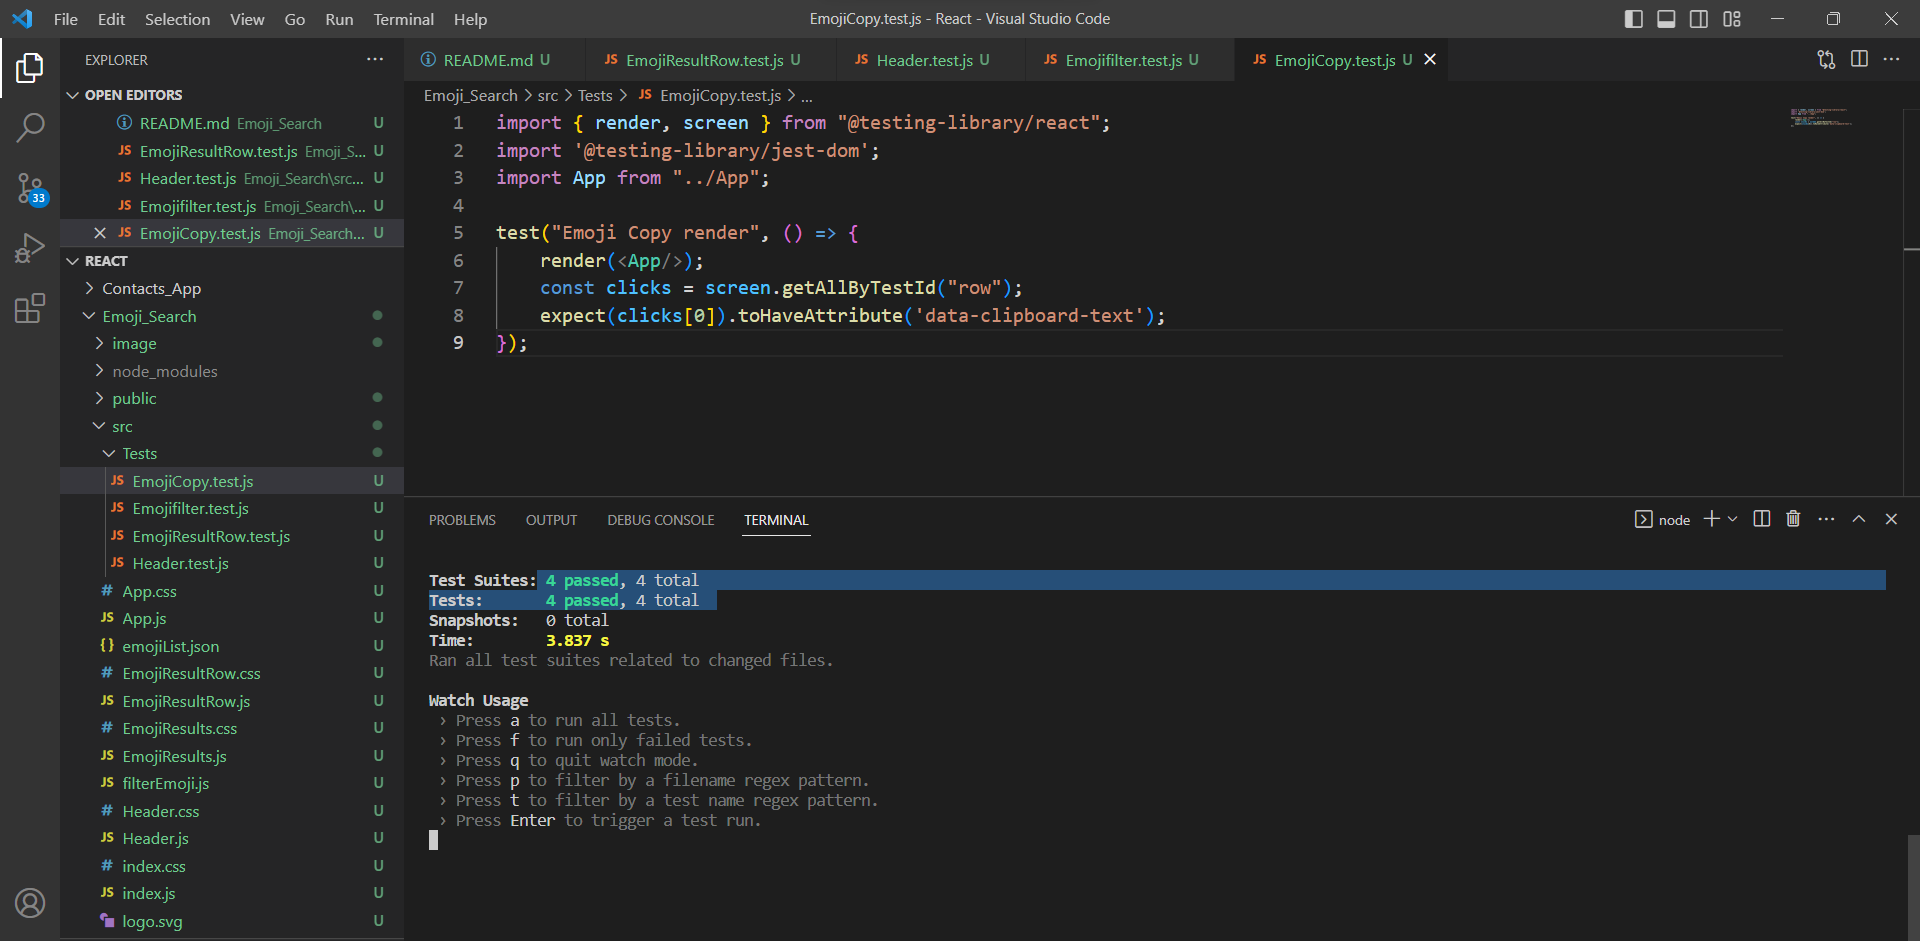 File Edit Selection View Go Run Terminal Help
EmojiCopy.test.js - React - Visual Studio Code
EXPLORER
OPEN EDITORS
README.md Emoji_Search U
JS EmojiResultRow.test.js Emoji_S... U
JS Header.test.js Emoji_Search\src... U
JS Emojifilter.test.js Emoji_Search\... U
JS EmojiCopy.test.js Emoji_Search... U
REACT
Contacts_App
Emoji_Search
image
node_modules
public
src
Tests
JS EmojiCopy.test.js U
JS Emojifilter.test.js U
JS EmojiResultRow.test.js U
JS Header.test.js U
# App.css U
JS App.js U
{} emojiList.json U
# EmojiResultRow.css U
JS EmojiResultRow.js U
# EmojiResults.css U
JS EmojiResults.js U
JS filterEmoji.js U
# Header.css U
JS Header.js U
# index.css U
JS index.js U
logo.svg U
33
README.md U
JS EmojiResultRow.test.js U
JS Header.test.js U
JS Emojifilter.test.js U
JS EmojiCopy.test.js U
Emoji_Search > src > Tests > JS EmojiCopy.test.js > ...
1 import { render, screen } from "@testing-library/react";
2 import '@testing-library/jest-dom';
3 import App from "../App";
4
5 test("Emoji Copy render", () => {
6 render(<App/>);
7 const clicks = screen.getAllByTestId("row");
8 expect(clicks[0]).toHaveAttribute('data-clipboard-text');
9 });
PROBLEMS OUTPUT DEBUG CONSOLE TERMINAL
node
Test Suites: 4 passed, 4 total
Tests: 4 passed, 4 total
Snapshots: 0 total
Time: 3.837 s
Ran all test suites related to changed files.
Watch Usage
› Press a to run all tests.
› Press f to run only failed tests.
› Press q to quit watch mode.
› Press p to filter by a filename regex pattern.
› Press t to filter by a test name regex pattern.
› Press Enter to trigger a test run.